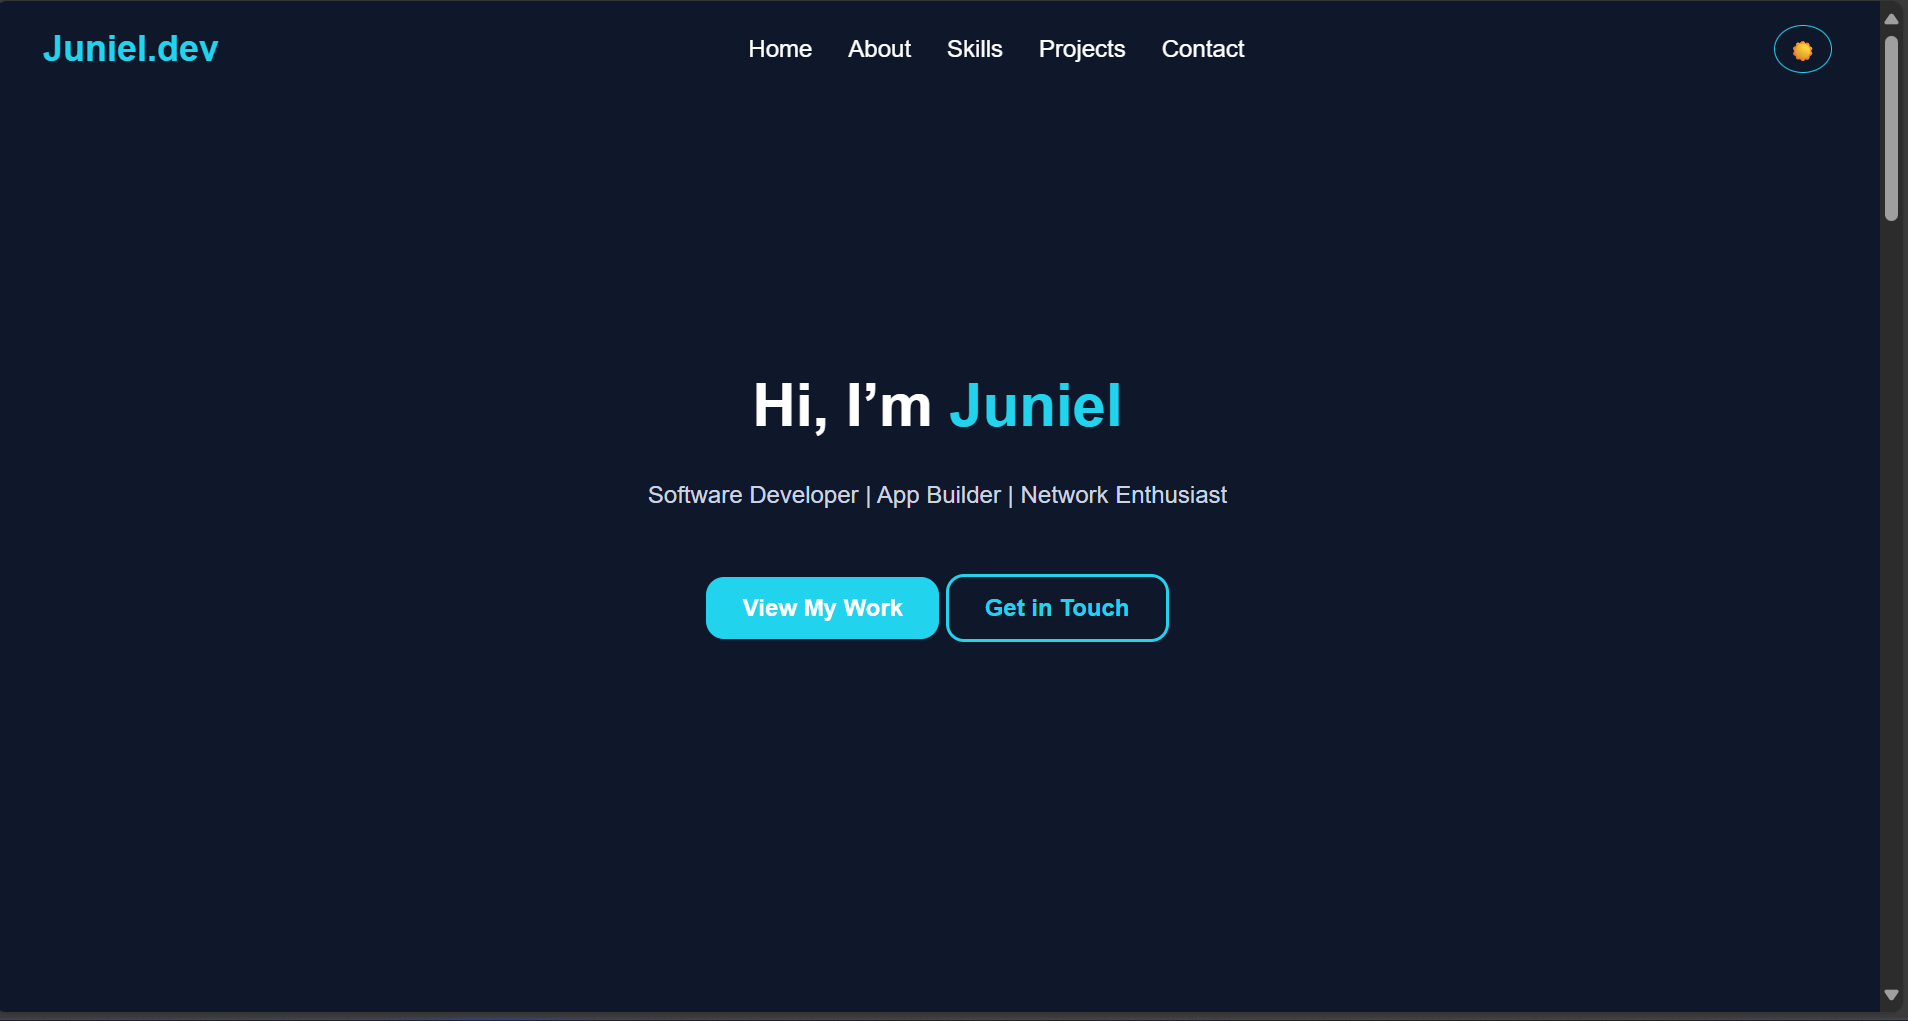 Juniel.dev
Home About Skills Projects Contact
Hi, I’m Juniel
Software Developer | App Builder | Network Enthusiast
View My Work Get in Touch